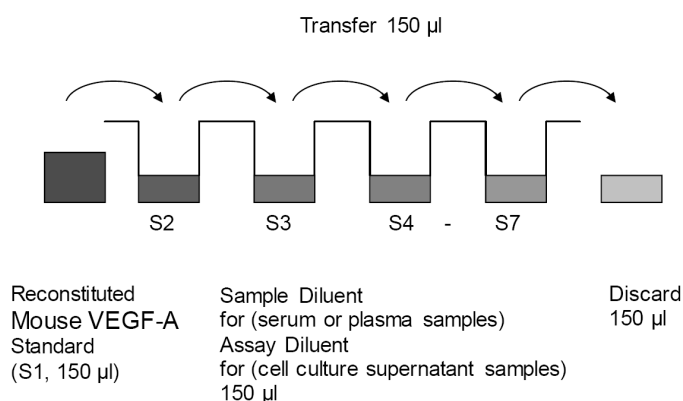 Transfer 150 µl
S2 S3 S4 - S7
Reconstituted
Mouse VEGF-A
Standard
(S1, 150 µl)
Sample Diluent
for (serum or plasma samples)
Assay Diluent
for (cell culture supernatant samples)
150 µl
Discard
150 µl